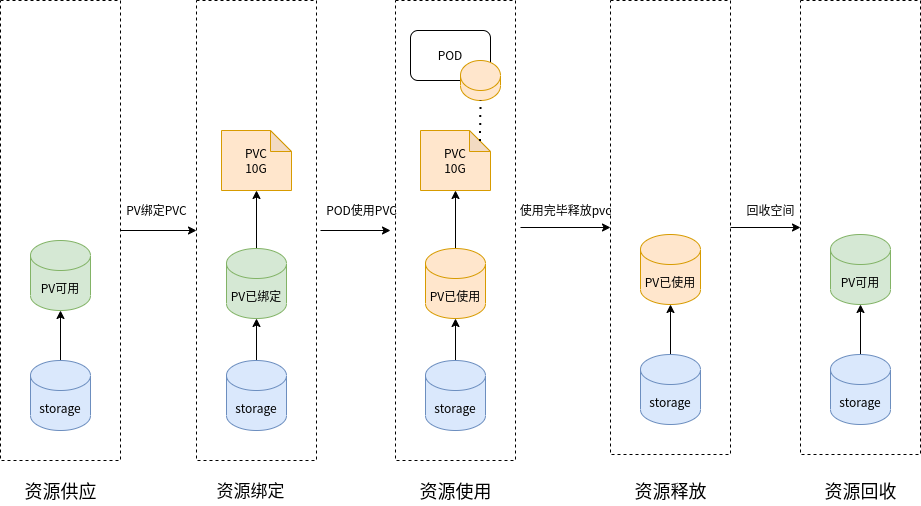 POD
PVC
10G
PVC
10G
PV绑定PVC
POD使用PVC
使用完毕释放pvc
回收空间
PV可用
PV已绑定
PV已使用
PV已使用
PV可用
storage
storage
storage
storage
storage
资源供应
资源绑定
资源使用
资源释放
资源回收